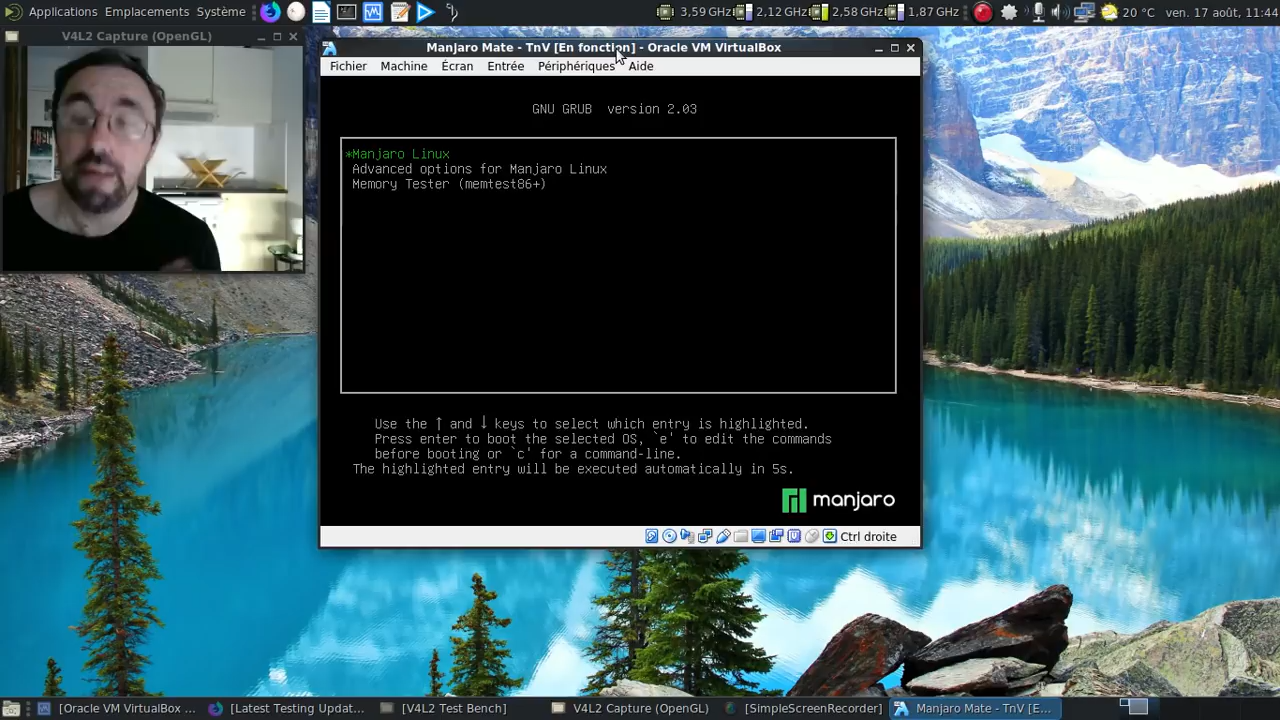 Applications Emplacements Système
3,59 GHz 2,12 GHz 2,58 GHz 1,87 GHz 20 °C ven. 17 août, 11:44
V4L2 Capture (OpenGL)
Manjaro Mate - TnV [En fonction] - Oracle VM VirtualBox
Fichier Machine Écran Entrée Périphériques Aide
GNU GRUB version 2.03
*Manjaro Linux
Advanced options for Manjaro Linux
Memory Tester (memtest86+)
Use the ↑ and ↓ keys to select which entry is highlighted.
Press enter to boot the selected OS, `e' to edit the commands
before booting or `c' for a command-line.
The highlighted entry will be executed automatically in 5s.
manjaro
Ctrl droite
[Oracle VM VirtualBox ... [Latest Testing Updat... [V4L2 Test Bench] V4L2 Capture (OpenGL) [SimpleScreenRecorder] Manjaro Mate - TnV [E...